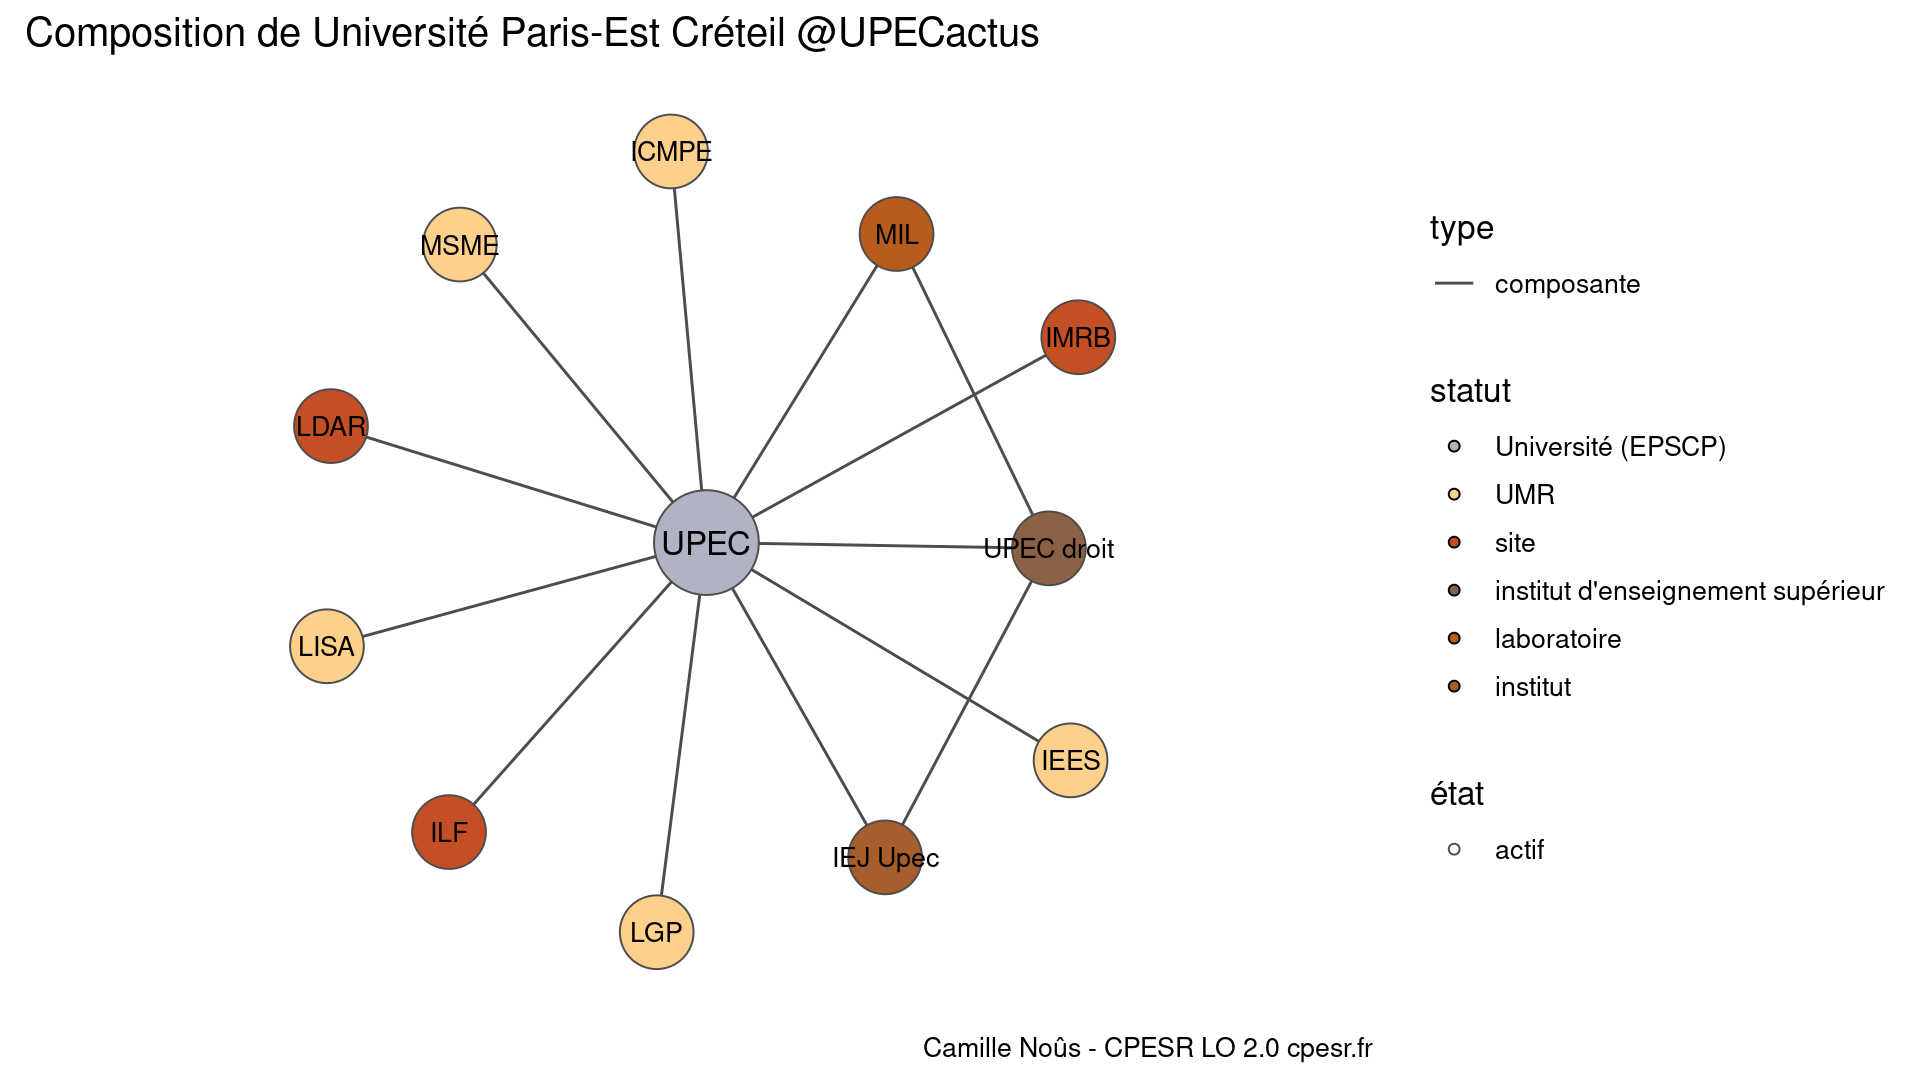 Composition de Université Paris-Est Créteil @UPECactus
ICMPE
MIL
MSME
IMRB
LDAR
UPEC
UPEC droit
LISA
IEES
ILF
IEJ Upec
LGP
type
composante
statut
Université (EPSCP)
UMR
site
institut d'enseignement supérieur
laboratoire
institut
état
actif
Camille Noûs - CPESR LO 2.0 cpesr.fr